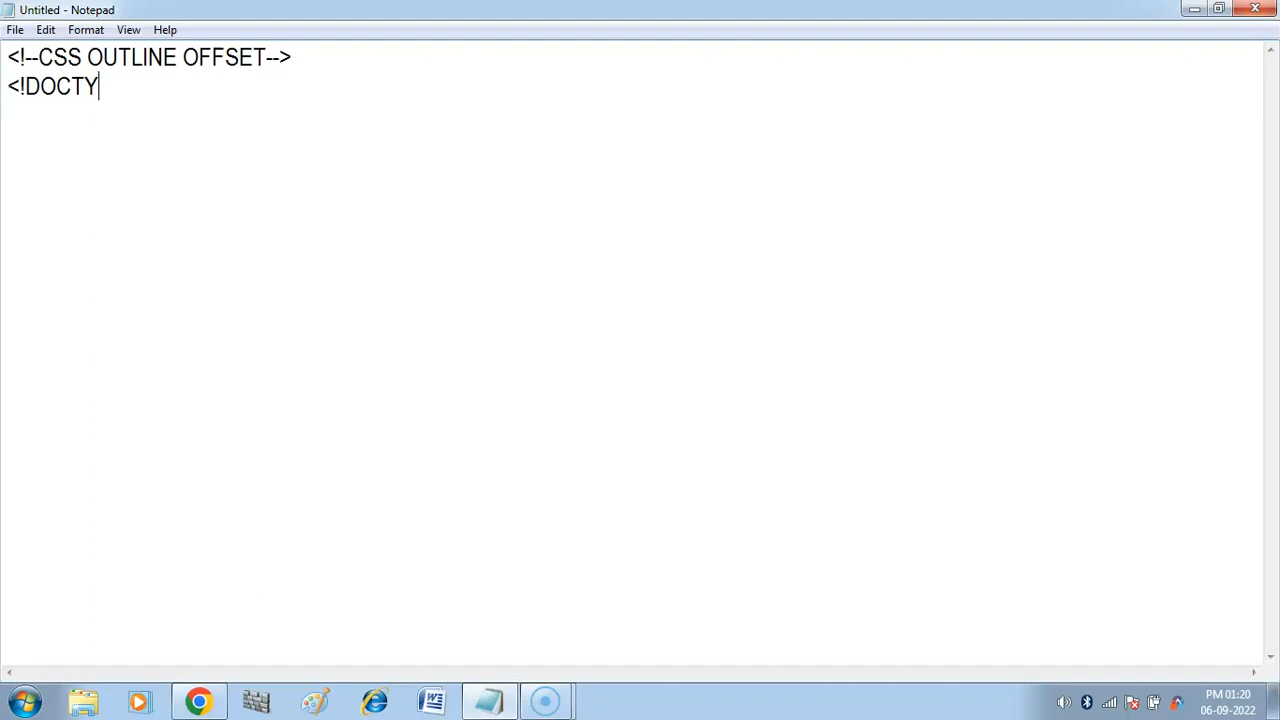 Untitled - Notepad
File Edit Format View Help
<!--CSS OUTLINE OFFSET-->
<!DOCTY
PM 01:20
06-09-2022